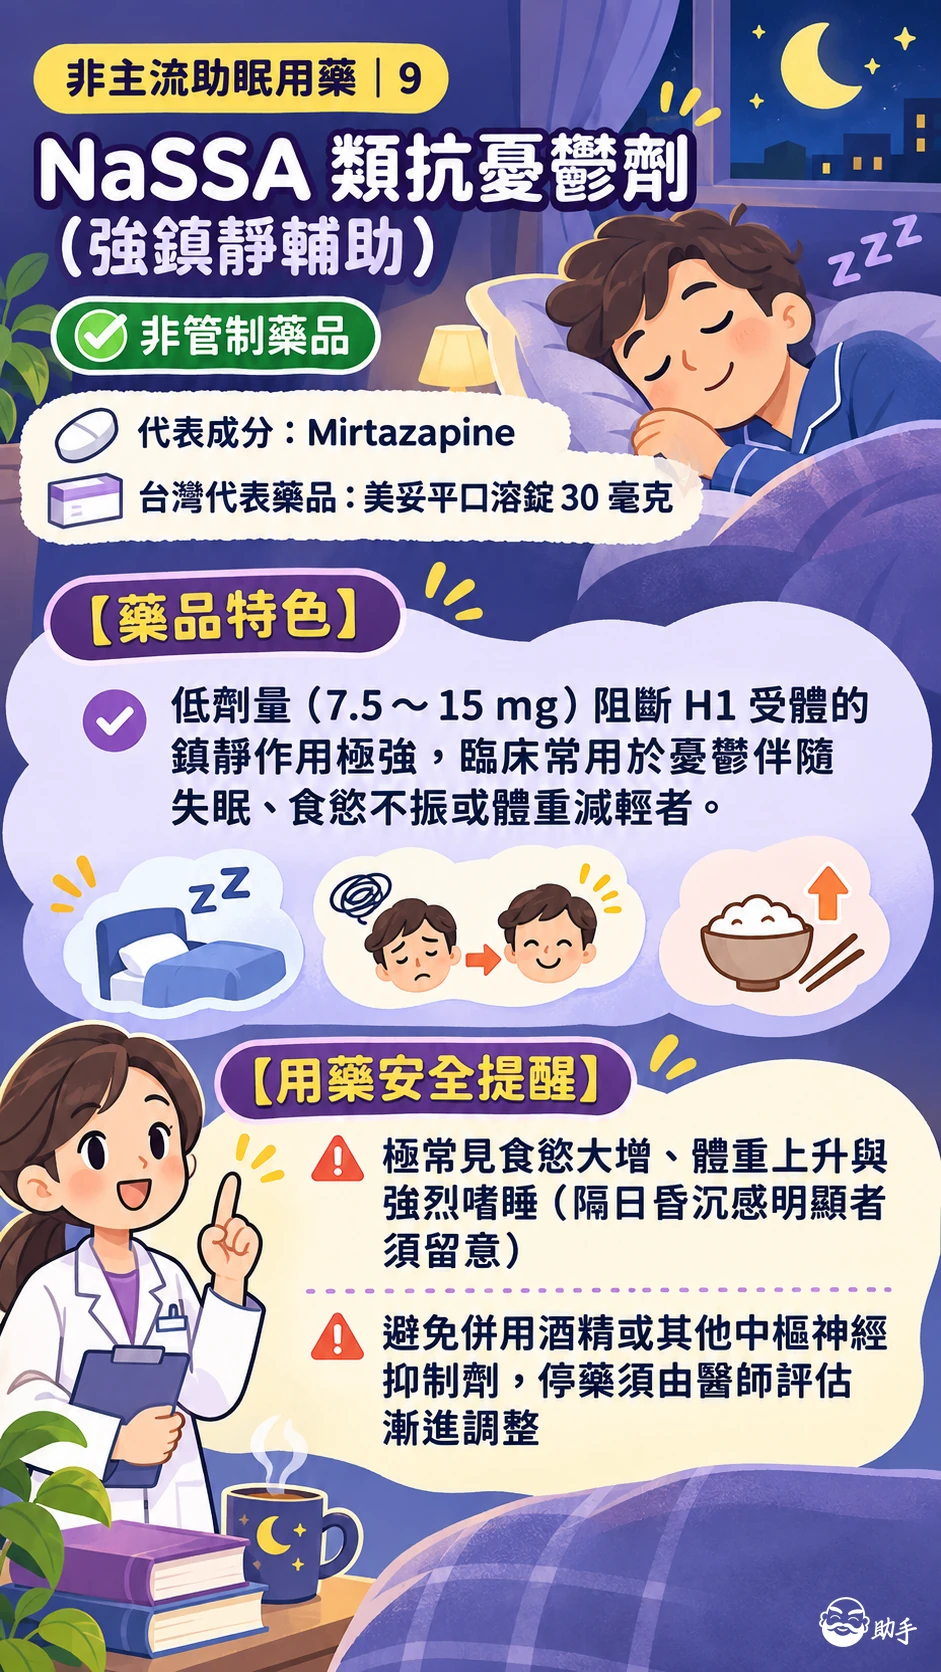 非主流助眠用藥｜9
NaSSA 類抗憂鬱劑
（強鎮靜輔助）
非管制藥品
代表成分：Mirtazapine
台灣代表藥品：美妥平口溶錠 30 毫克
【藥品特色】
低劑量（7.5～15 mg）阻斷 H1 受體的
鎮靜作用極強，臨床常用於憂鬱伴隨
失眠、食慾不振或體重減輕者。
zzz
zz
【用藥安全提醒】
極常見食慾大增、體重上升與
強烈嗜睡（隔日昏沉感明顯者
須留意）
避免併用酒精或其他中樞神經
抑制劑，停藥須由醫師評估
漸進調整
助手